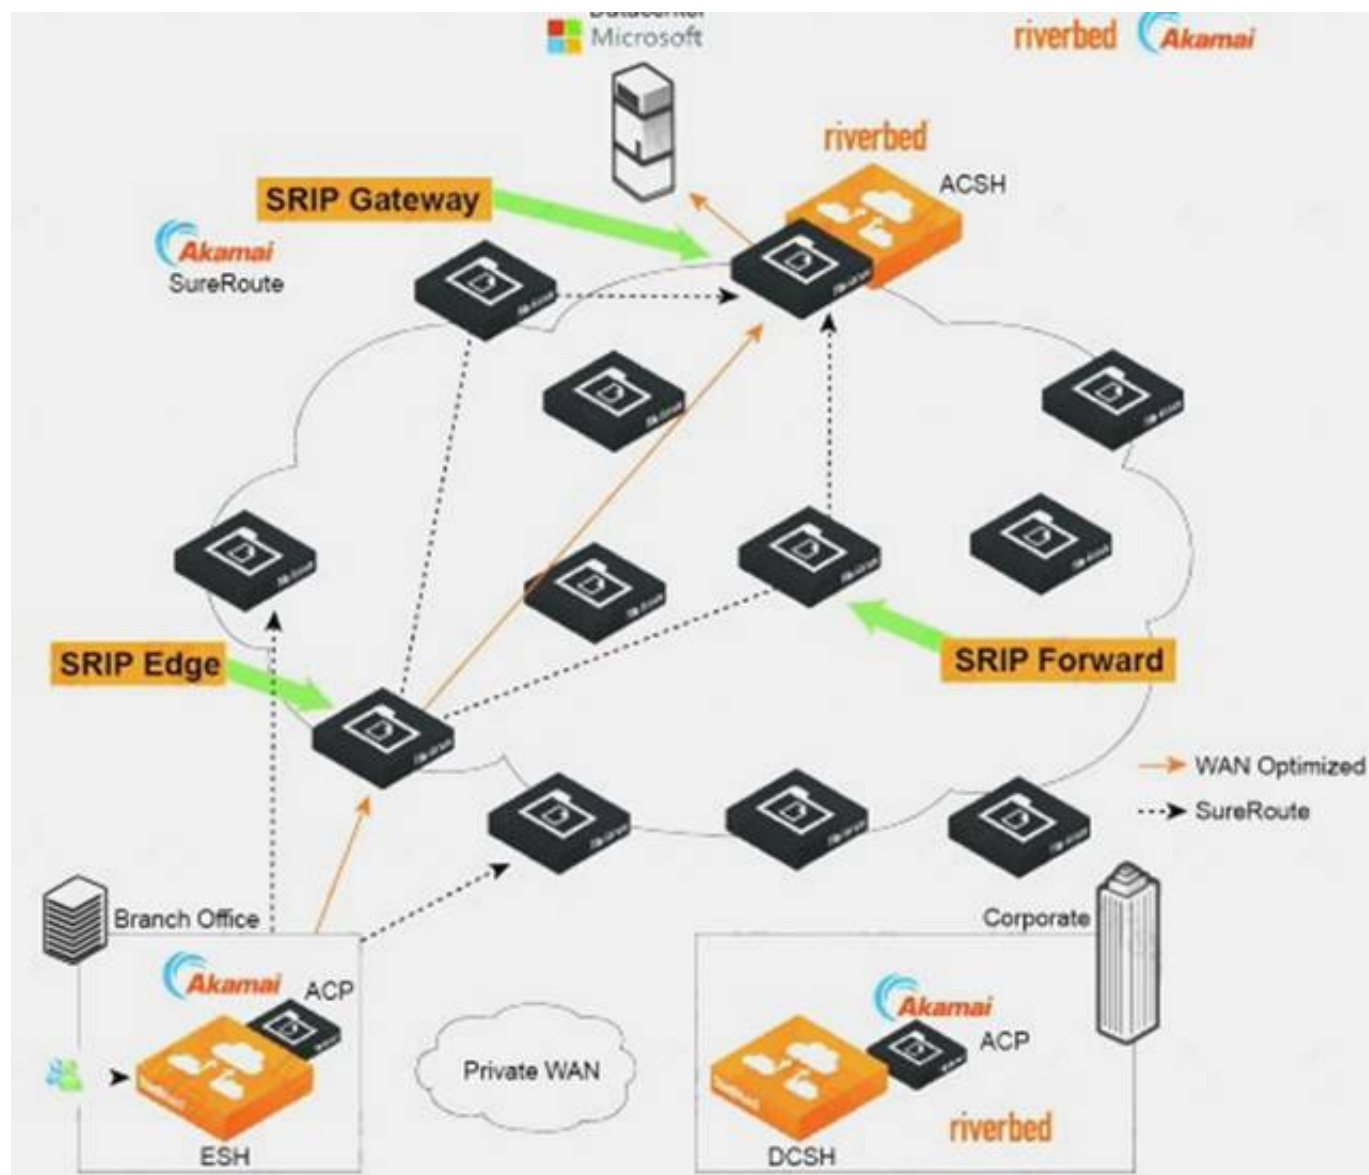 Datacenter
Microsoft
riverbed Akamai
riverbed
ACSH
SRIP Gateway
Akamai
SureRoute
SRIP Edge
SRIP Forward
WAN Optimized
SureRoute
Branch Office
Corporate
Akamai
ACP
Akamai
ACP
Private WAN
riverbed
ESH
DCSH